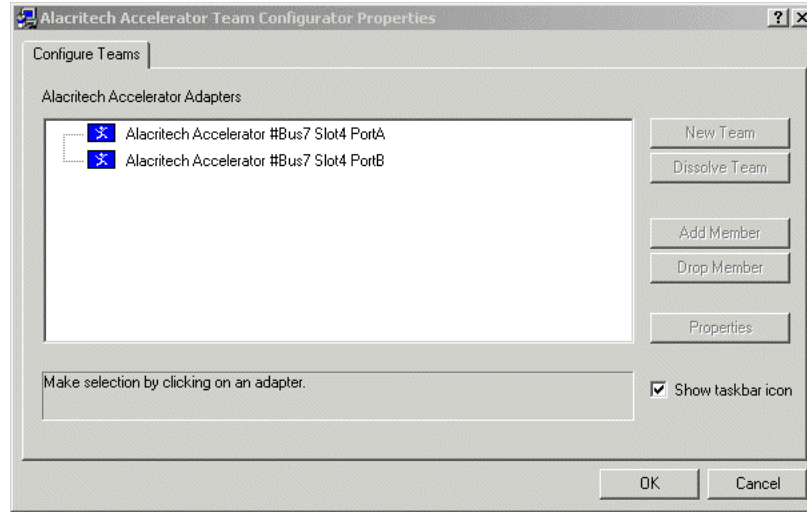 Alacritech Accelerator Team Configurator Properties
Configure Teams
Alacritech Accelerator Adapters
Alacritech Accelerator #Bus7 Slot4 PortA
Alacritech Accelerator #Bus7 Slot4 PortB
New Team
Dissolve Team
Add Member
Drop Member
Properties
Make selection by clicking on an adapter.
Show taskbar icon
OK
Cancel